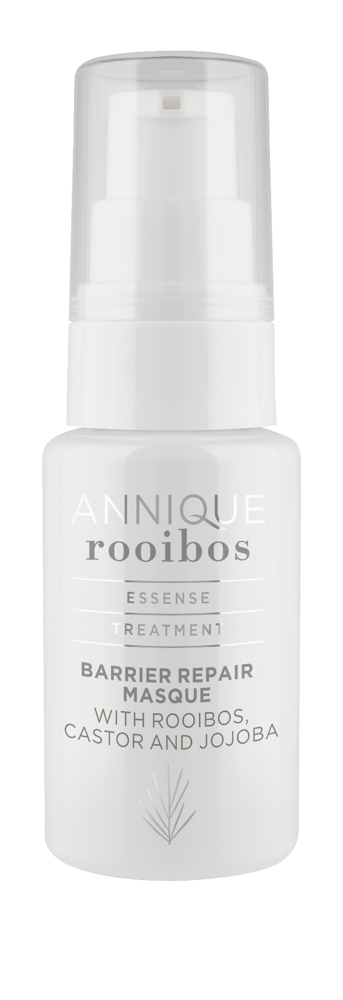 ANNIQUE
rooibos
ESSENSE
TREATMENT
BARRIER REPAIR
MASQUE
WITH ROOIBOS,
CASTOR AND JOJOBA